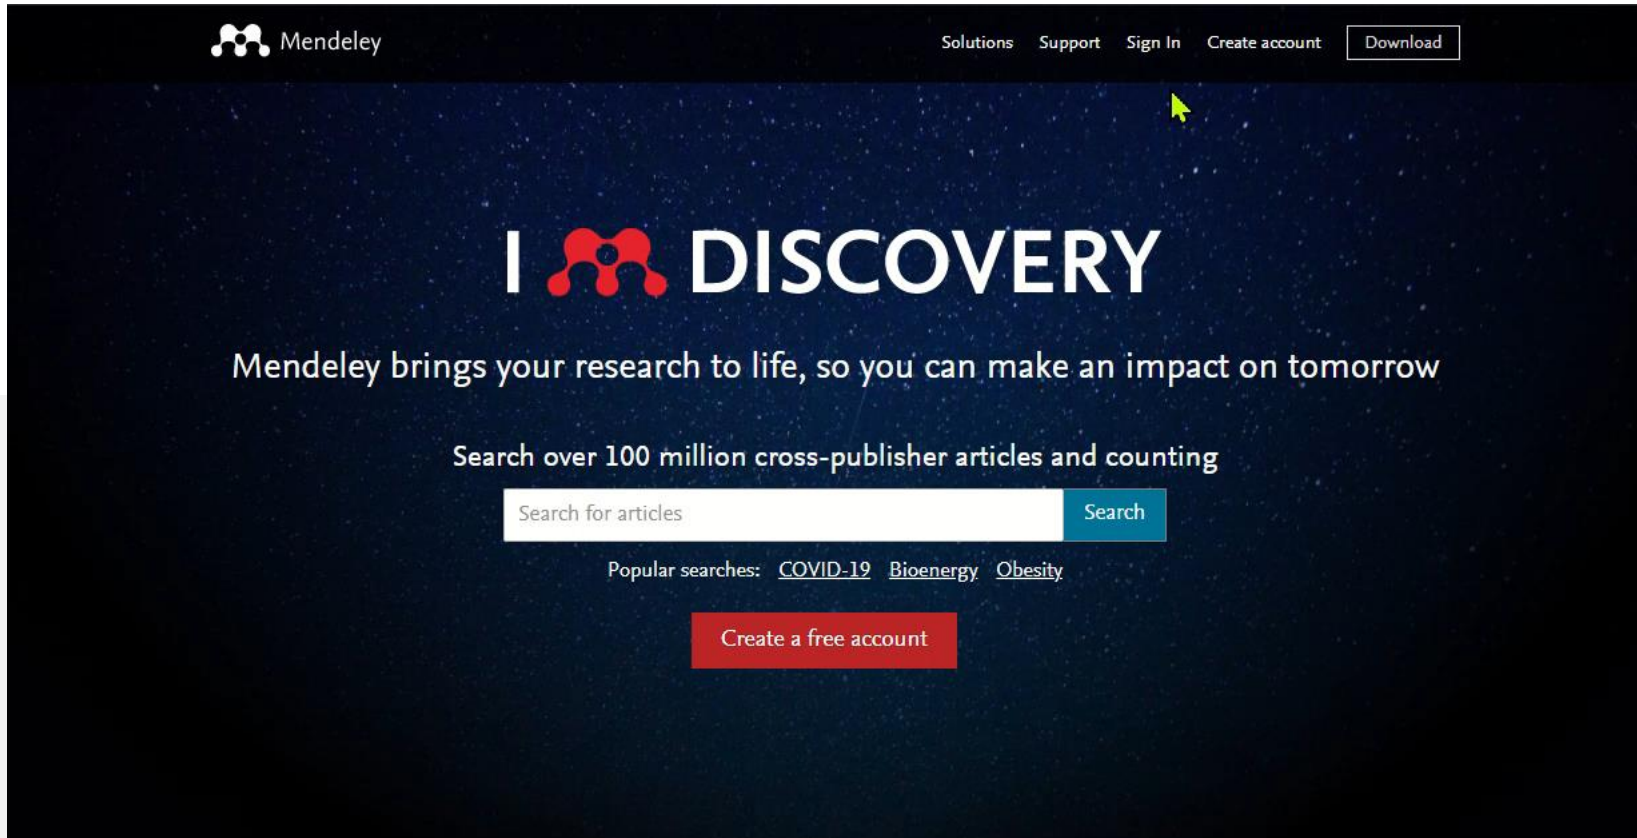 Mendeley
Solutions Support Sign In Create account Download
I DISCOVERY
Mendeley brings your research to life, so you can make an impact on tomorrow
Search over 100 million cross-publisher articles and counting
Search for articles Search
Popular searches: COVID-19 Bioenergy Obesity
Create a free account